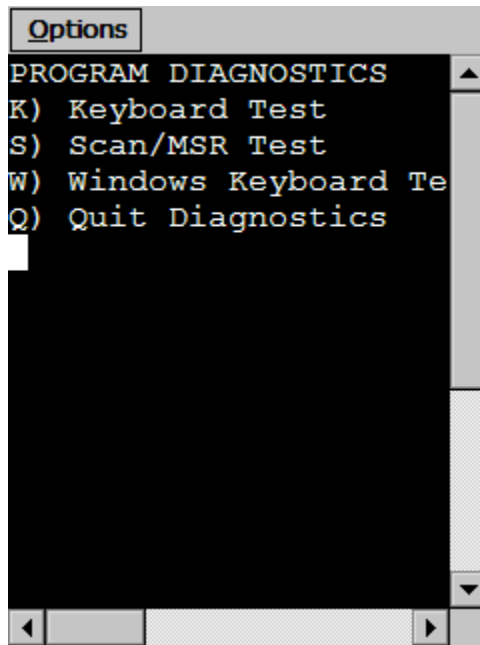 Options
PROGRAM DIAGNOSTICS
K) Keyboard Test
S) Scan/MSR Test
W) Windows Keyboard Te
Q) Quit Diagnostics